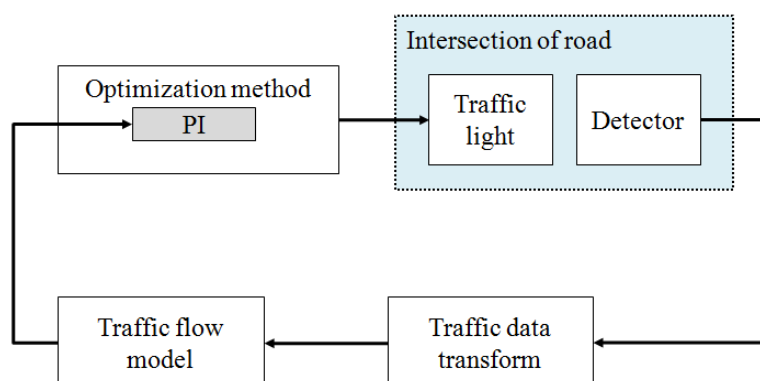 Intersection of road
Optimization method
PI
Traffic
light
Detector
Traffic flow
model
Traffic data
transform